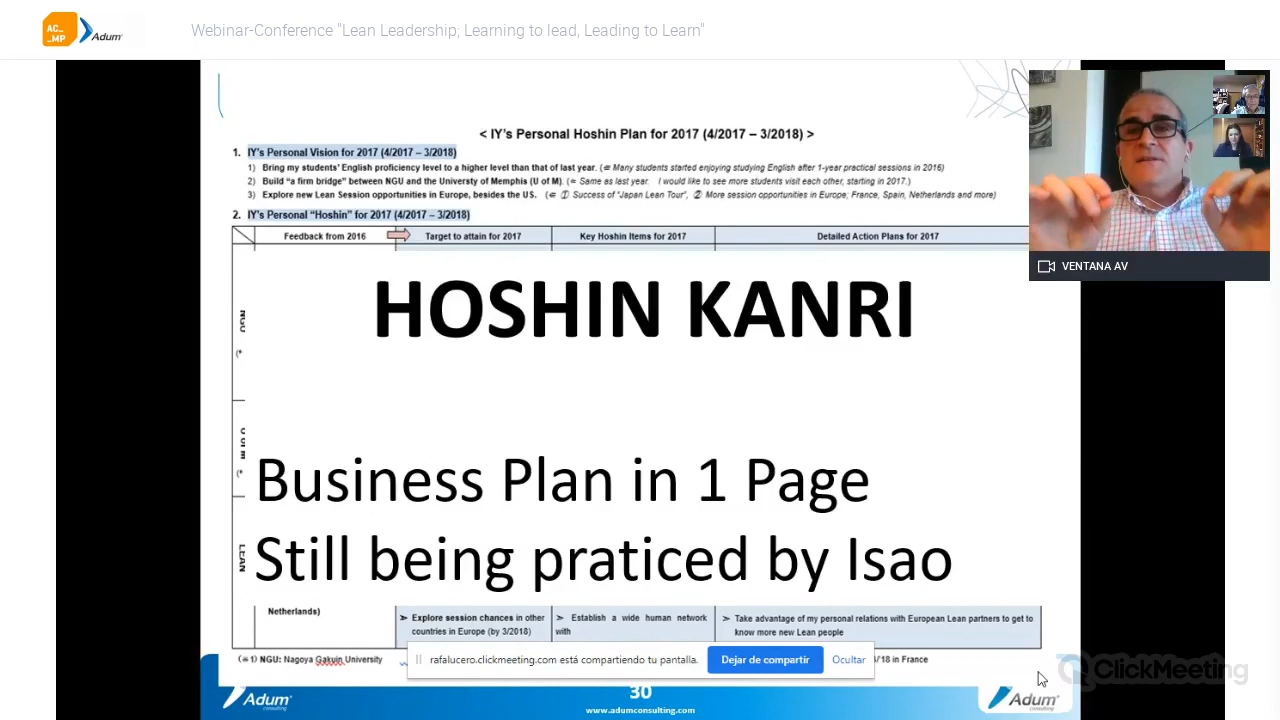 AC_
_MP
Adum®
Webinar-Conference "Lean Leadership; Learning to lead, Leading to Learn"
< IY's Personal Hoshin Plan for 2017 (4/2017 – 3/2018) >
1. IY's Personal Vision for 2017 (4/2017 – 3/2018)
1) Bring my students' English proficiency level to a higher level than that of last year. (⇐ Many students started enjoying studying English after 1-year practical sessions in 2016)
2) Build "a firm bridge" between NGU and the Universty of Memphis (U of M). (⇐ Same as last year. I would like to see more students visit each other, starting in 2017.)
3) Explore new Lean Session opportunities in Europe, besides the US. (⇐ ① Success of "Japan Lean Tour", ② More session opportunities in Europe; France, Spain, Netherlands and more)
2. IY's Personal "Hoshin" for 2017 (4/2017 – 3/2018)
Feedback from 2016 Target to attain for 2017 Key Hoshin Items for 2017 Detailed Action Plans for 2017
VENTANA AV
HOSHIN KANRI
NGU
(*
U of M
(*
Business Plan in 1 Page
Still being praticed by Isao
LEAN
Netherlands)
➢ Explore session chances in other countries in Europe (by 3/2018)
➢ Establish a wide human network with
➢ Take advantage of my personal relations with European Lean partners to get to know more new Lean people
(⇐1) NGU: Nagoya Gakuin University
/18 in France
rafalucero.clickmeeting.com está compartiendo tu pantalla.
Dejar de compartir
Ocultar
ClickMeeting
Adum®
consulting
30
www.adumconsulting.com
Adum®
consulting